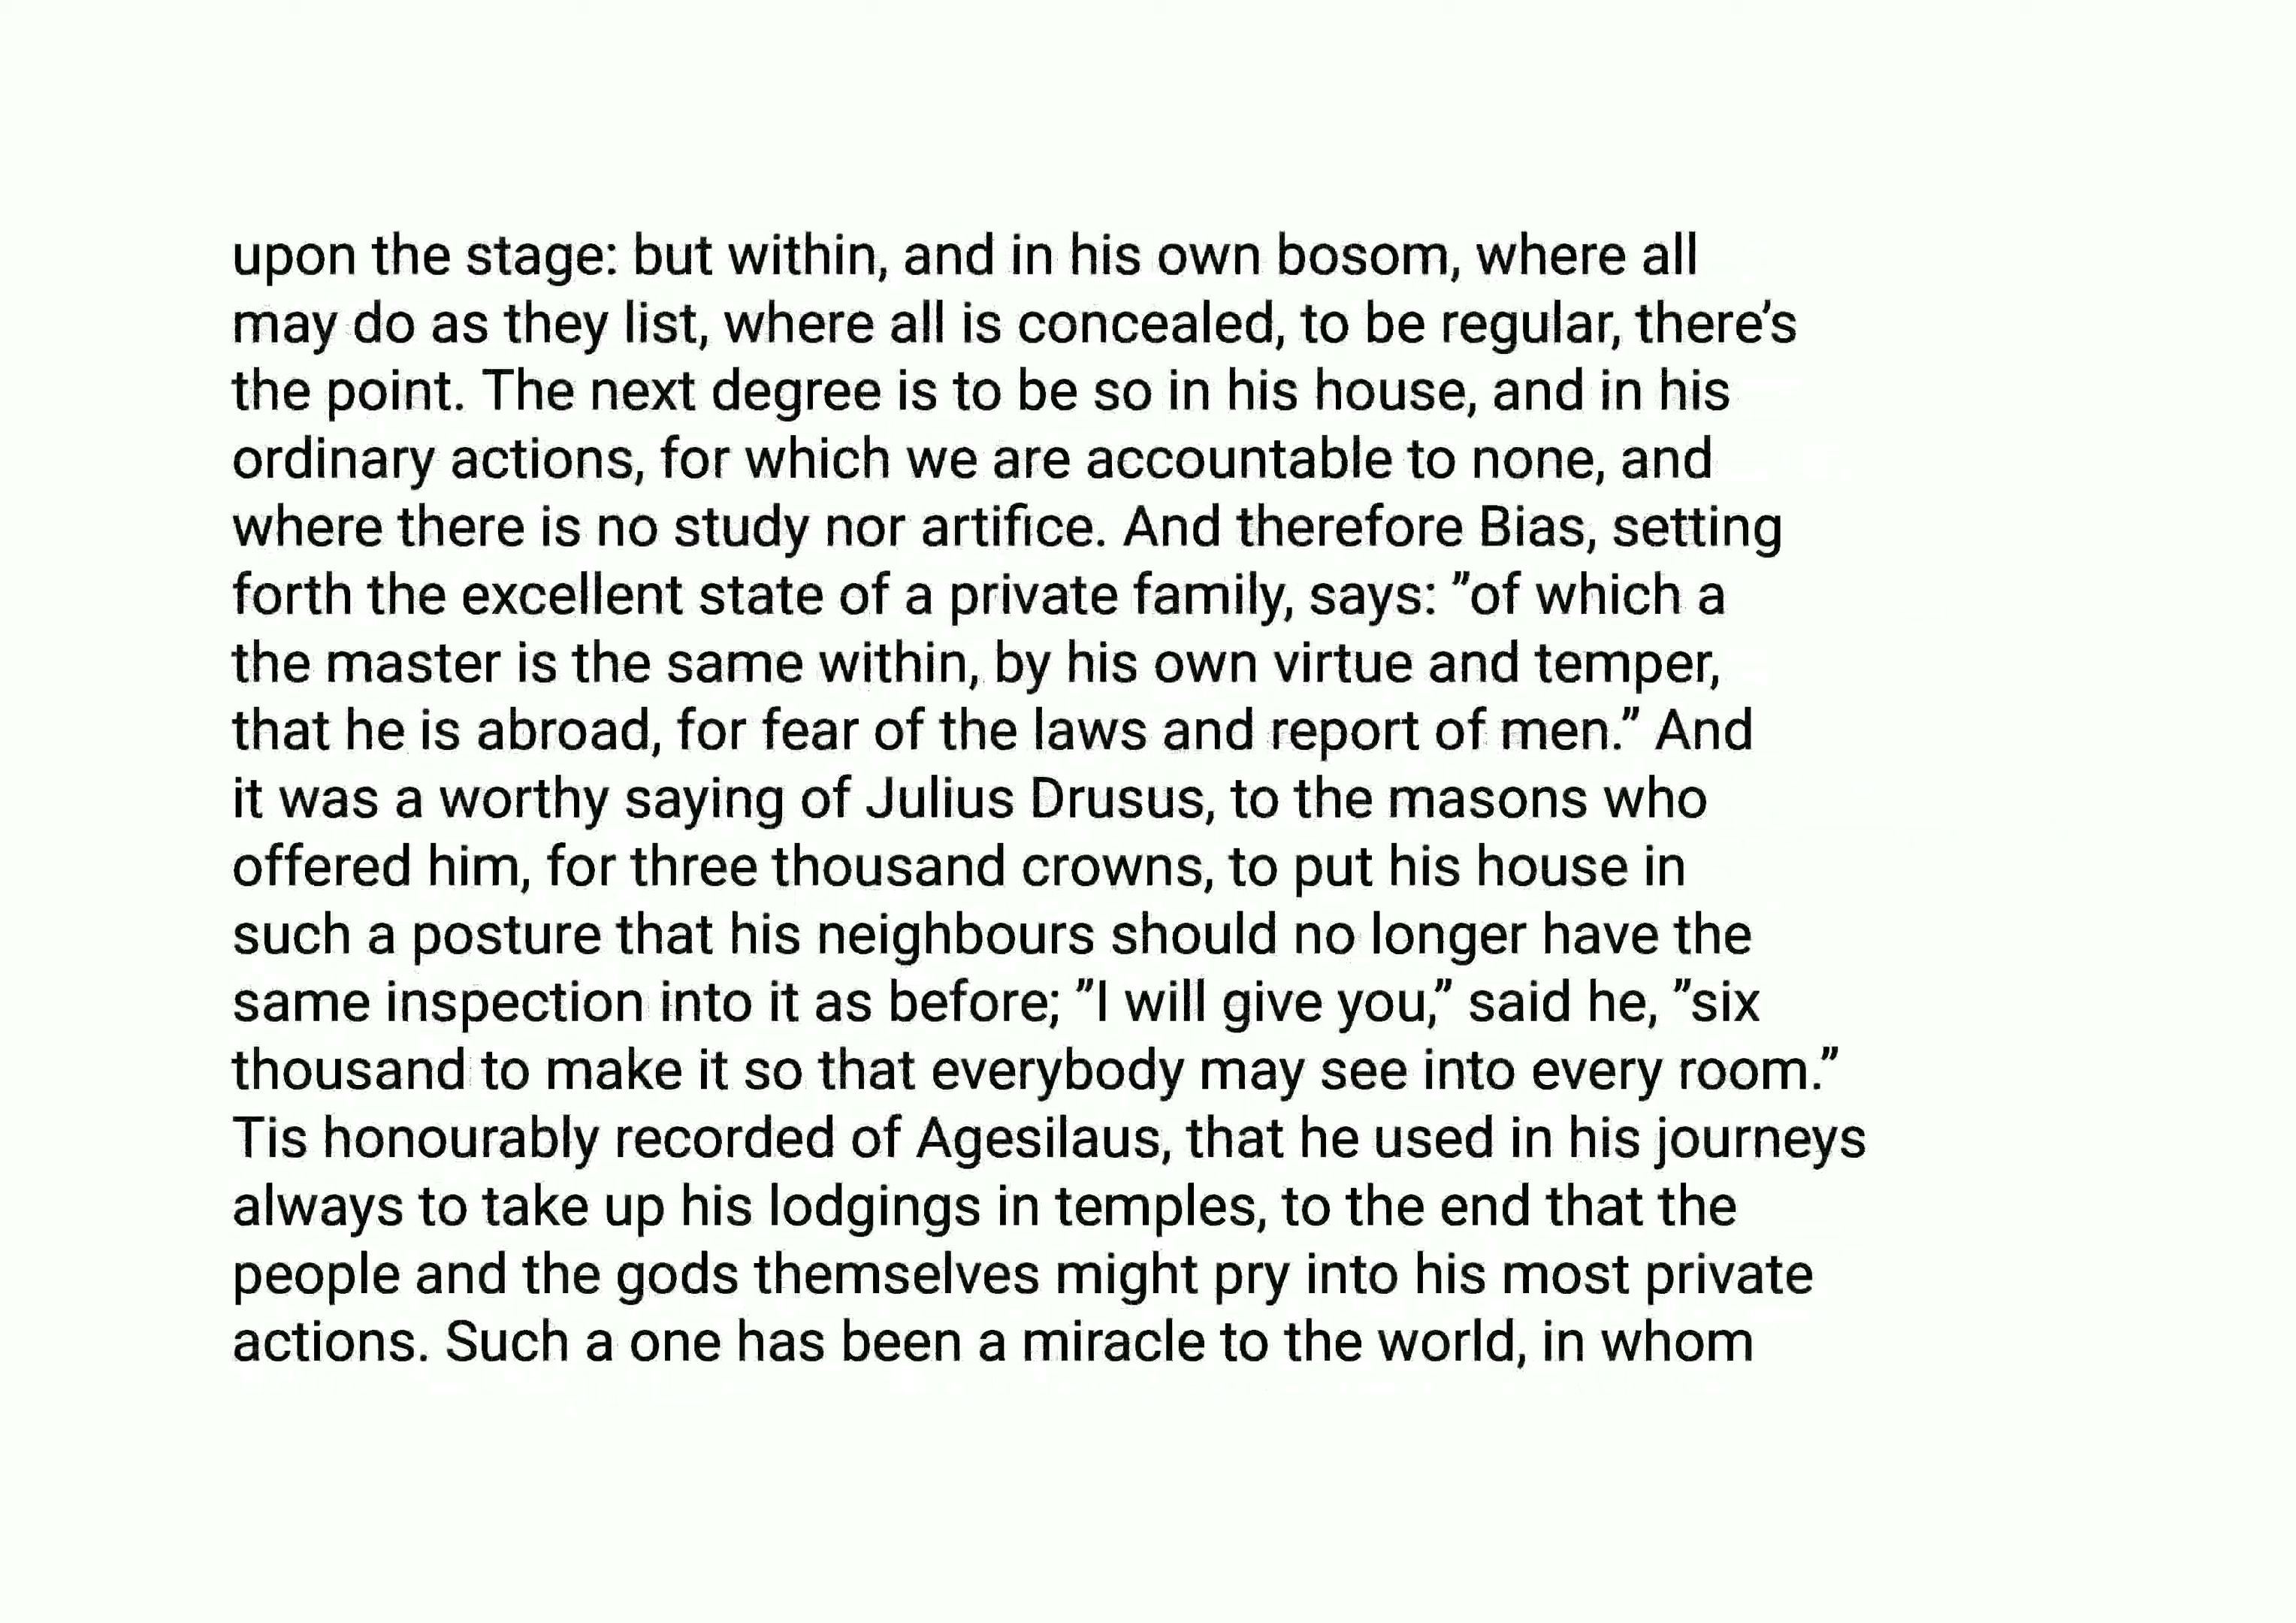 upon the stage: but within, and in his own bosom, where all
may do as they list, where all is concealed, to be regular, there’s
the point. The next degree is to be so in his house, and in his
ordinary actions, for which we are accountable to none, and
where there is no study nor artifice. And therefore Bias, setting
forth the excellent state of a private family, says: ”of which a
the master is the same within, by his own virtue and temper,
that he is abroad, for fear of the laws and report of men.” And
it was a worthy saying of Julius Drusus, to the masons who
offered him, for three thousand crowns, to put his house in
such a posture that his neighbours should no longer have the
same inspection into it as before; ”I will give you,” said he, ”six
thousand to make it so that everybody may see into every room.”
Tis honourably recorded of Agesilaus, that he used in his journeys
always to take up his lodgings in temples, to the end that the
people and the gods themselves might pry into his most private
actions. Such a one has been a miracle to the world, in whom